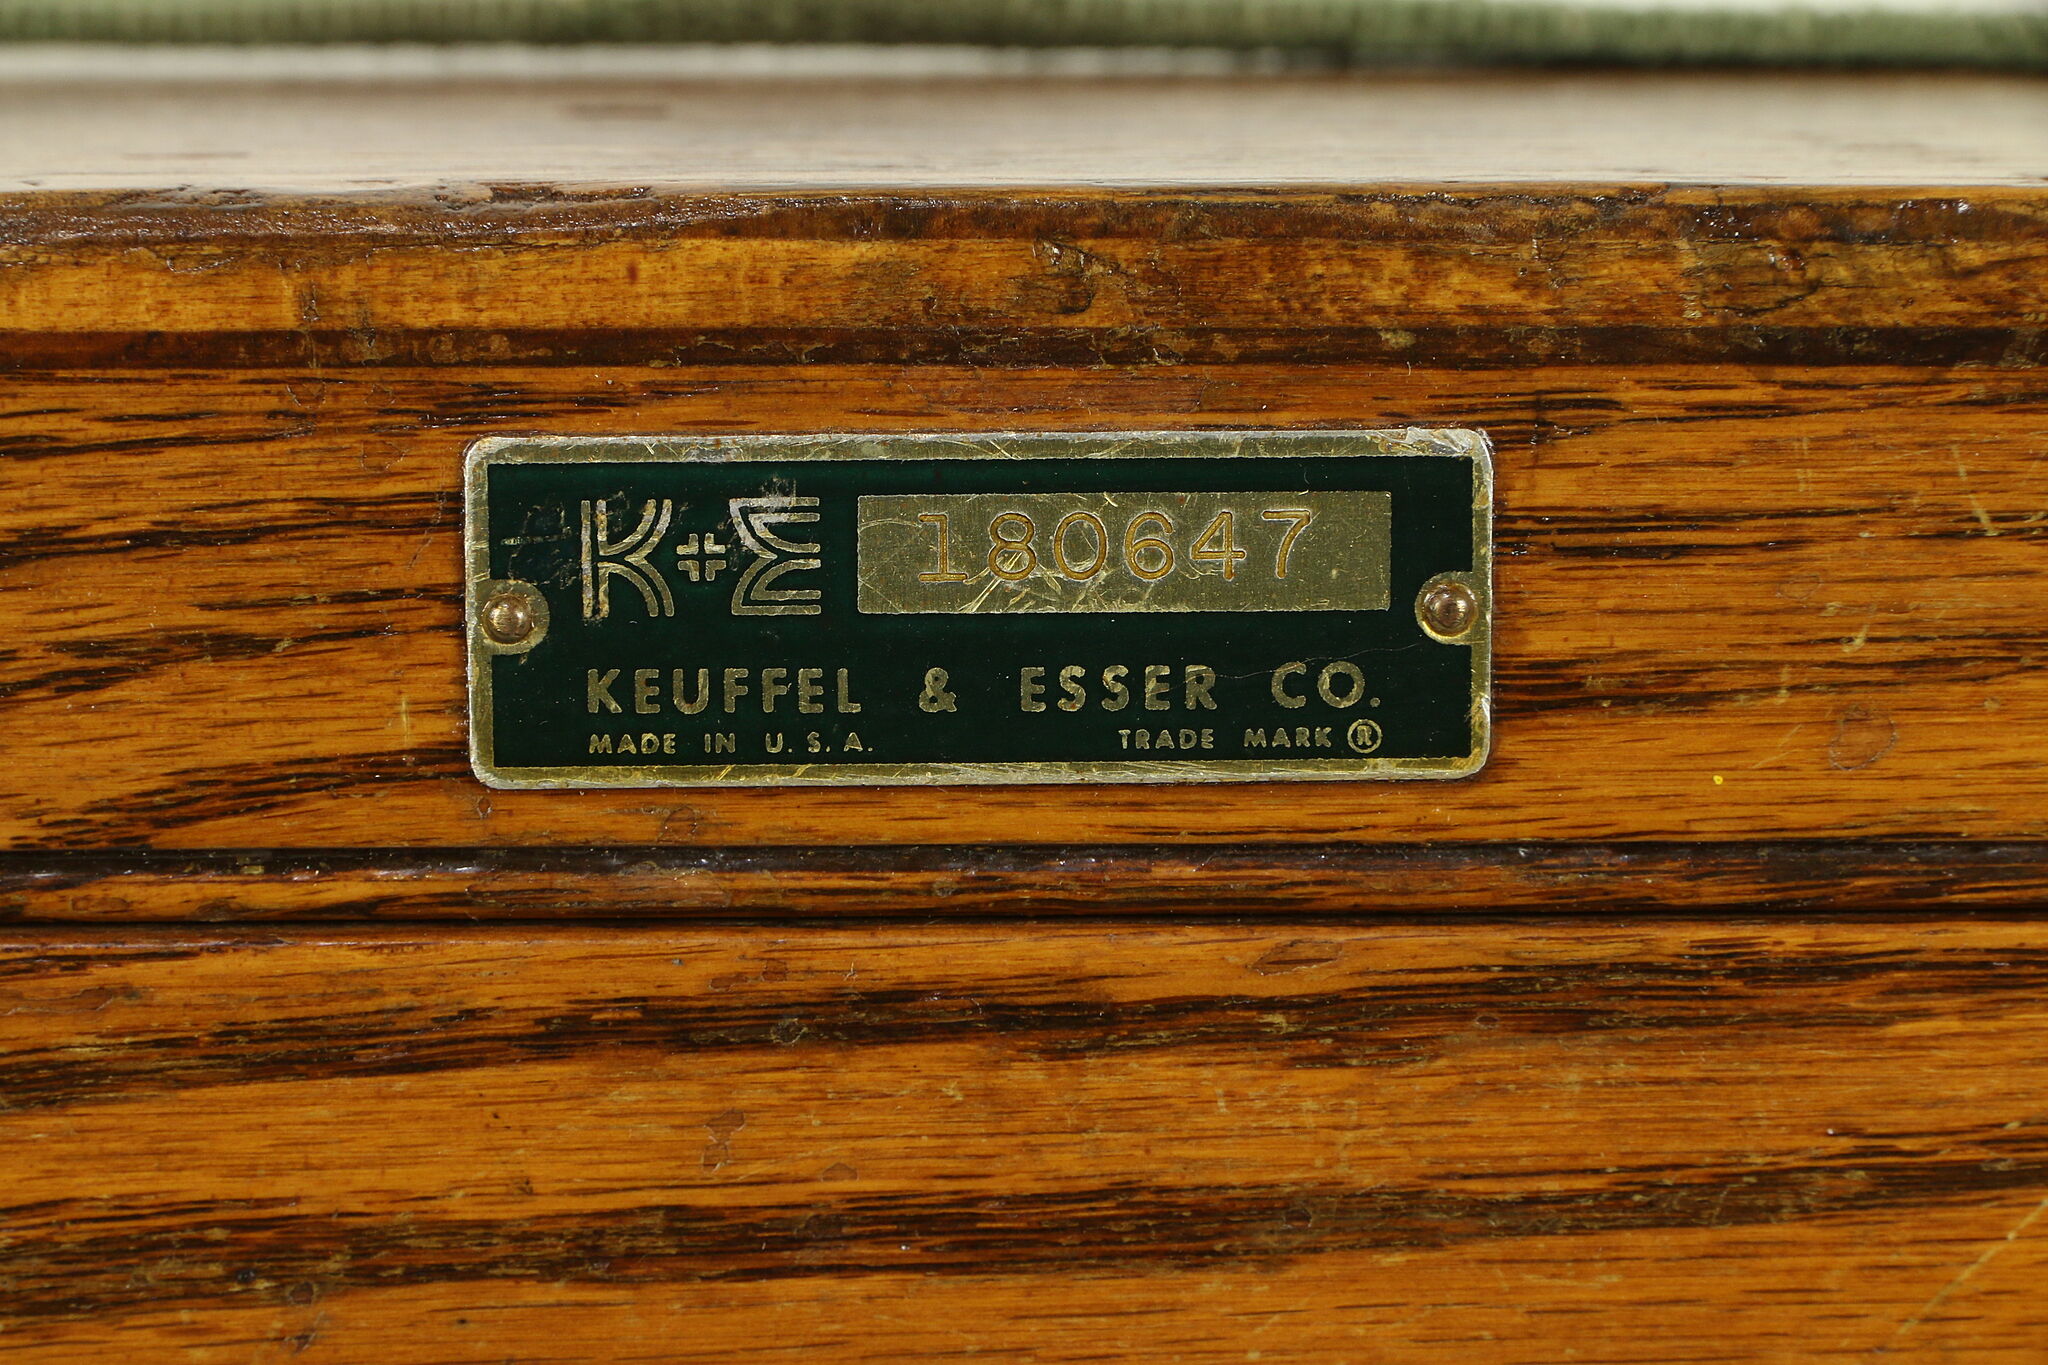 K+E 180647
KEUFFEL & ESSER CO.
MADE IN U.S.A. TRADE MARK ®